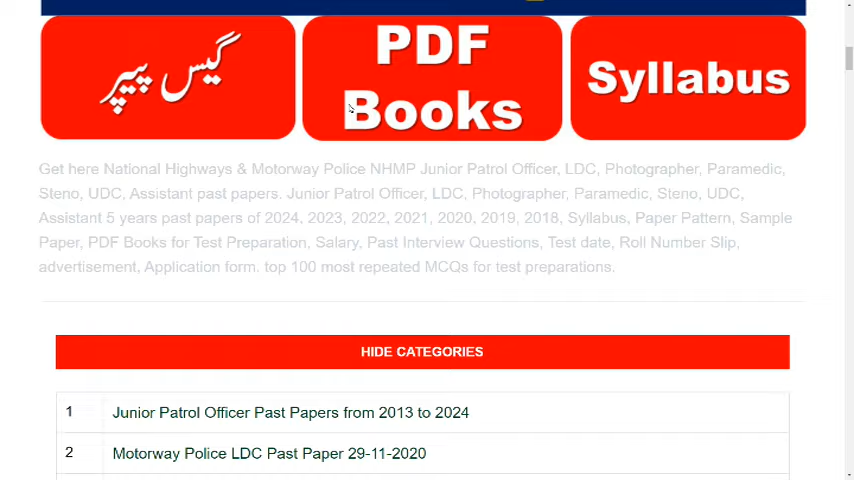 گیس پیپر
PDF
Books
Syllabus
Get here National Highways & Motorway Police NHMP Junior Patrol Officer, LDC, Photographer, Paramedic,
Steno, UDC, Assistant past papers. Junior Patrol Officer, LDC, Photographer, Paramedic, Steno, UDC,
Assistant 5 years past papers of 2024, 2023, 2022, 2021, 2020, 2019, 2018, Syllabus, Paper Pattern, Sample
Paper, PDF Books for Test Preparation, Salary, Past Interview Questions, Test date, Roll Number Slip,
advertisement, Application form. top 100 most repeated MCQs for test preparations.
HIDE CATEGORIES
1 Junior Patrol Officer Past Papers from 2013 to 2024
2 Motorway Police LDC Past Paper 29-11-2020